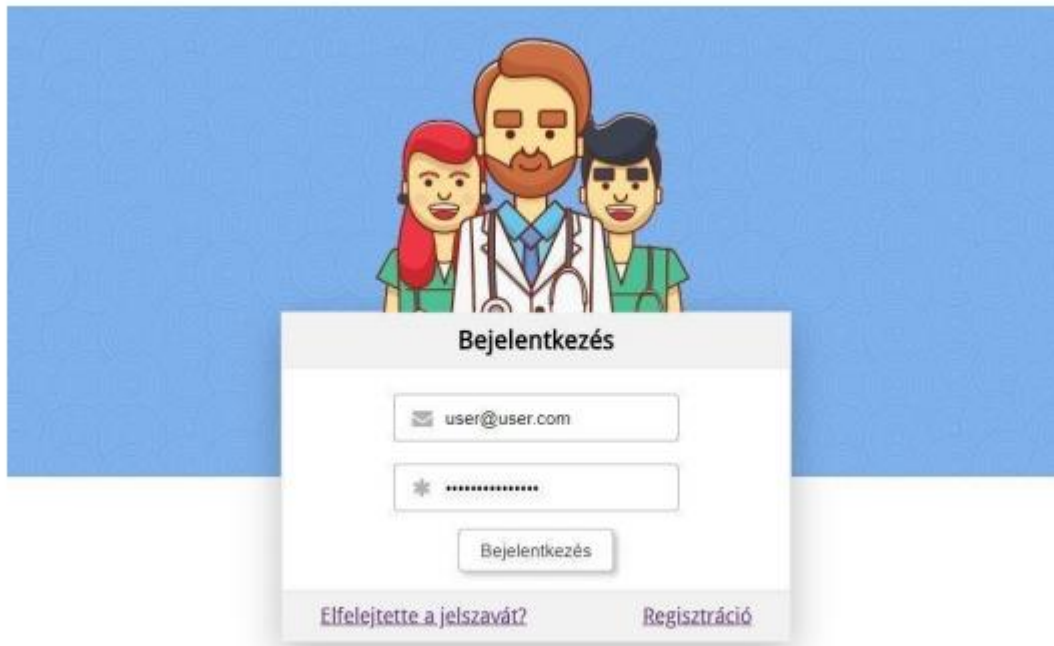 Bejelentkezés
user@user.com
•••••••••••••••
Bejelentkezés
Elfelejtette a jelszavát? Regisztráció